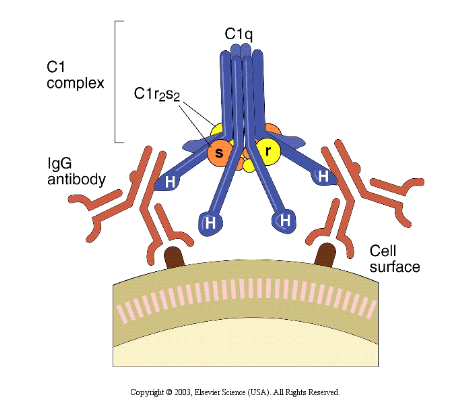 C1q
C1
complex
C1r₂s₂
s
r
IgG
antibody
H
H
H
H
Cell
surface
Copyright © 2003, Elsevier Science (USA). All Rights Reserved.